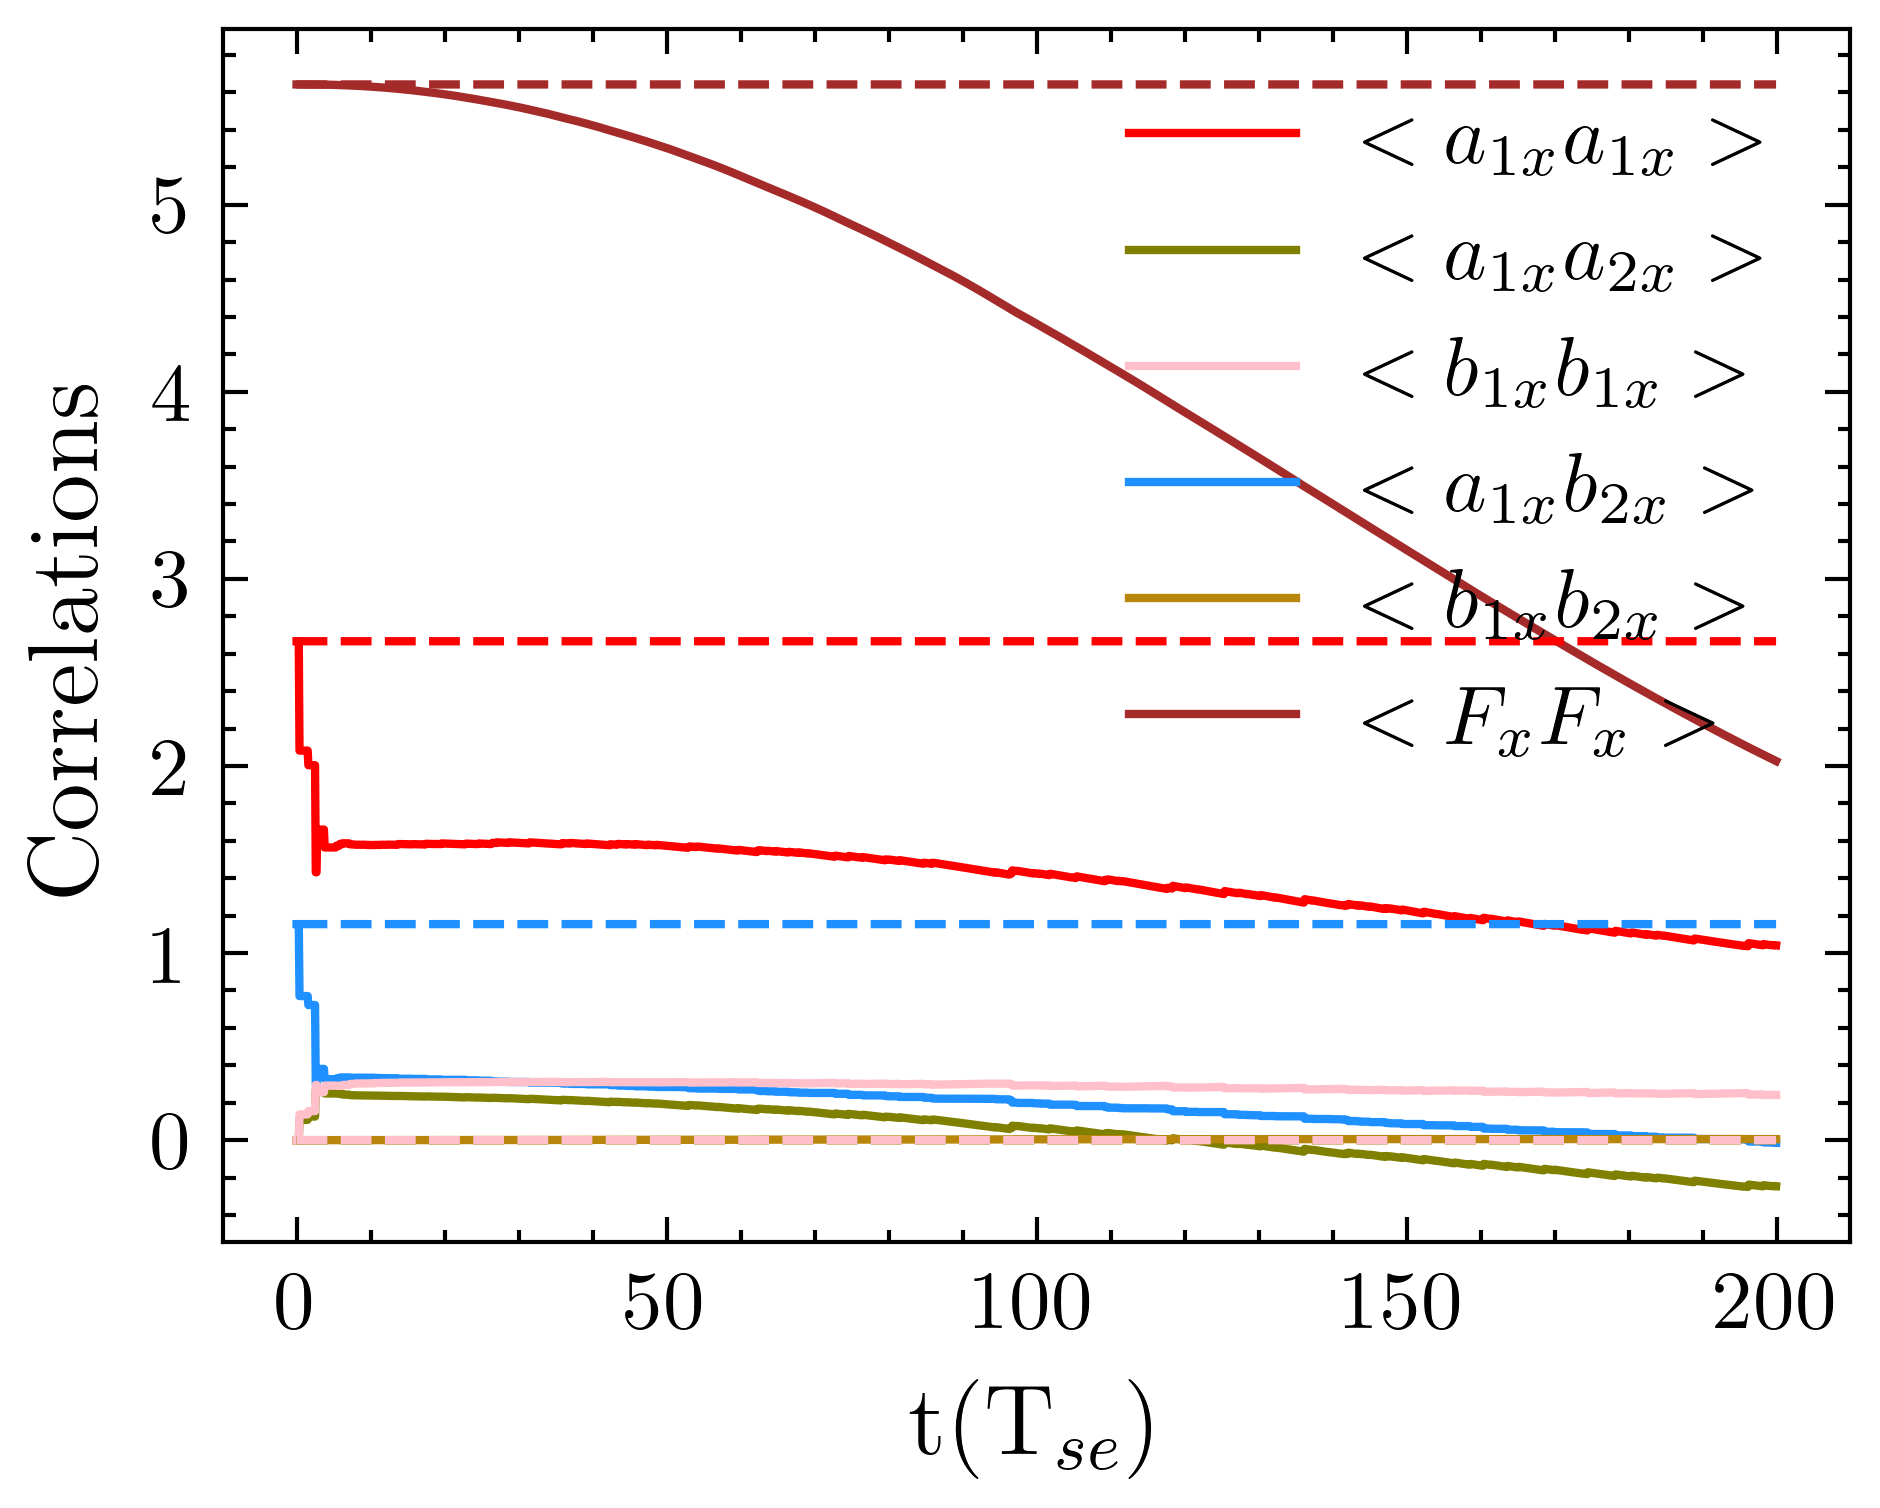 Correlations
5
4
3
2
1
0
< a₁ₓa₁ₓ >
< a₁ₓa₂ₓ >
< b₁ₓb₁ₓ >
< a₁ₓb₂ₓ >
< b₁ₓb₂ₓ >
< FₓFₓ >
0 50 100 150 200
t(Tₛₑ)